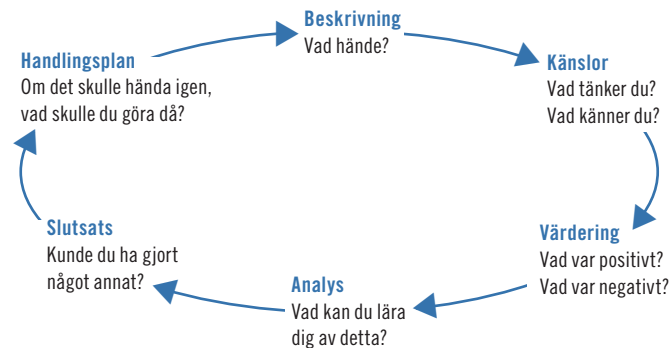 Beskrivning
Vad hände?
Känslor
Vad tänker du?
Vad känner du?
Värdering
Vad var positivt?
Vad var negativt?
Analys
Vad kan du lära
dig av detta?
Slutsats
Kunde du ha gjort
något annat?
Handlingsplan
Om det skulle hända igen,
vad skulle du göra då?